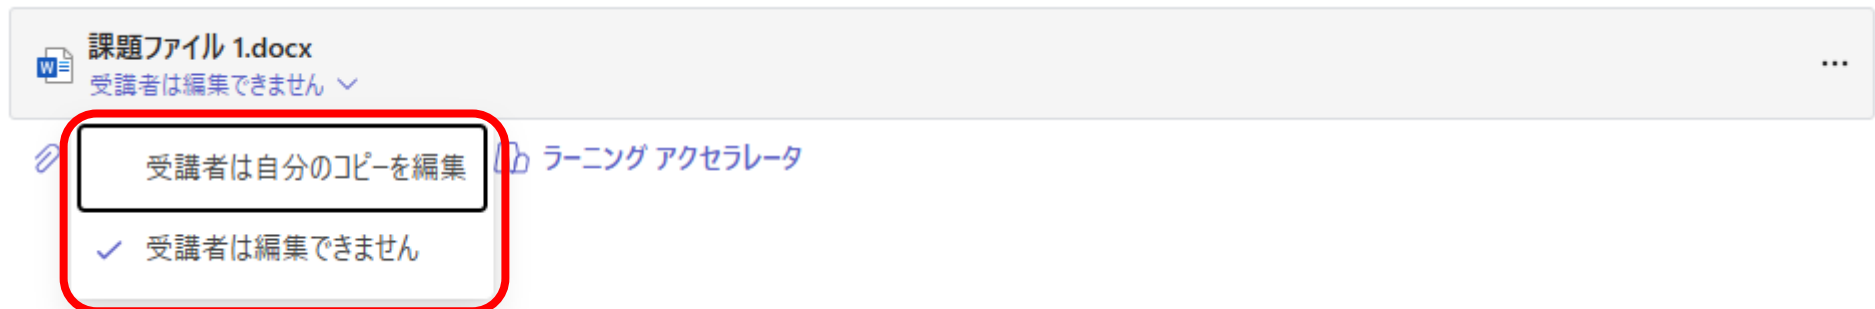 課題ファイル 1.docx
受講者は編集できません
受講者は自分のコピーを編集
ラーニング アクセラレータ
受講者は編集できません